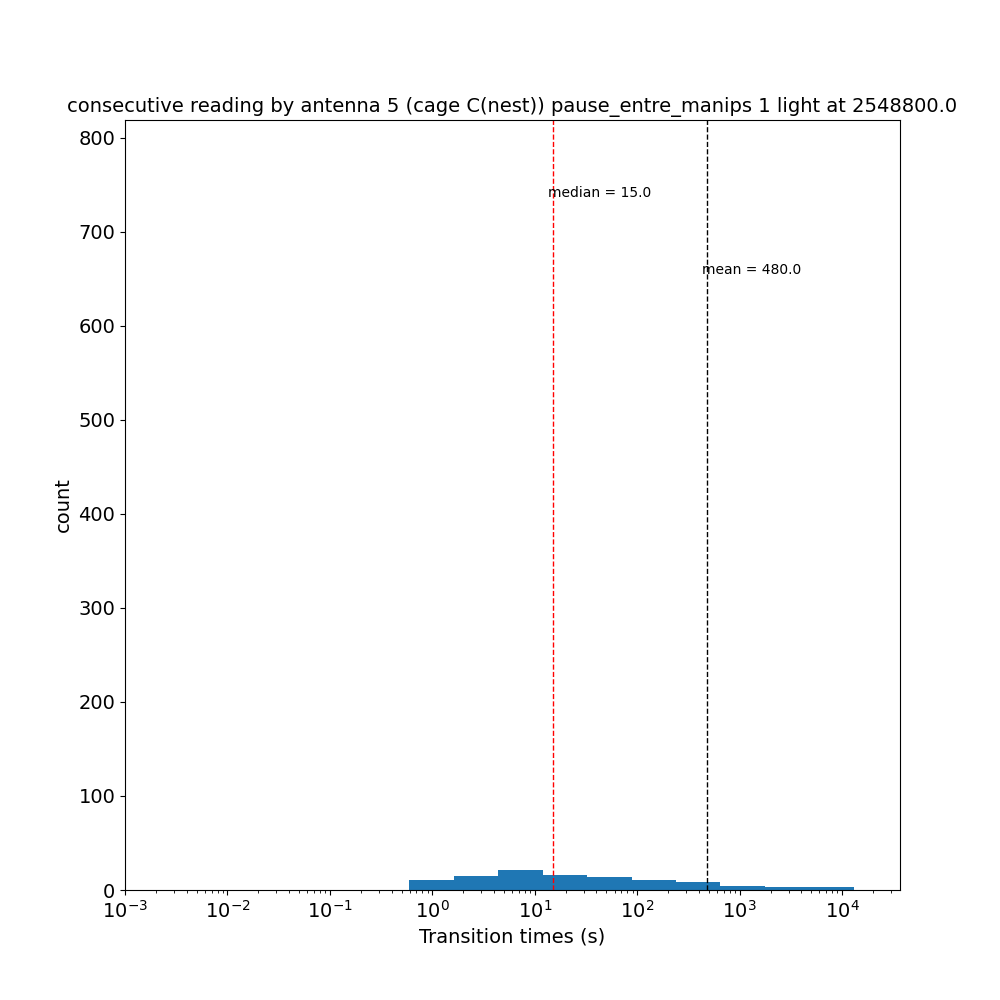 consecutive reading by antenna 5 (cage C(nest)) pause_entre_manips 1 light at 2548800.0
800
median = 15.0
700
mean = 480.0
600
500
count
400
300
200
100
0
10⁻³ 10⁻² 10⁻¹ 10⁰ 10¹ 10² 10³ 10⁴
Transition times (s)